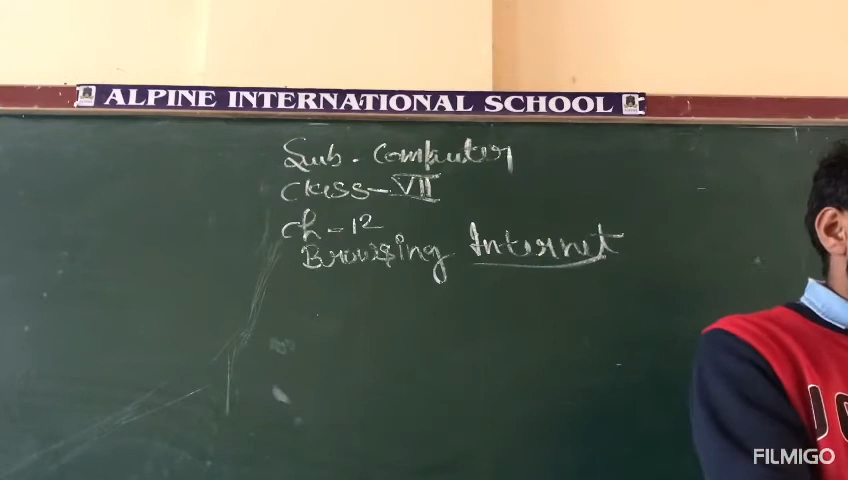 ALPINE INTERNATIONAL SCHOOL
Sub - Computer
Class - VII
Ch - 12
Browsing Internet
FILMIGO